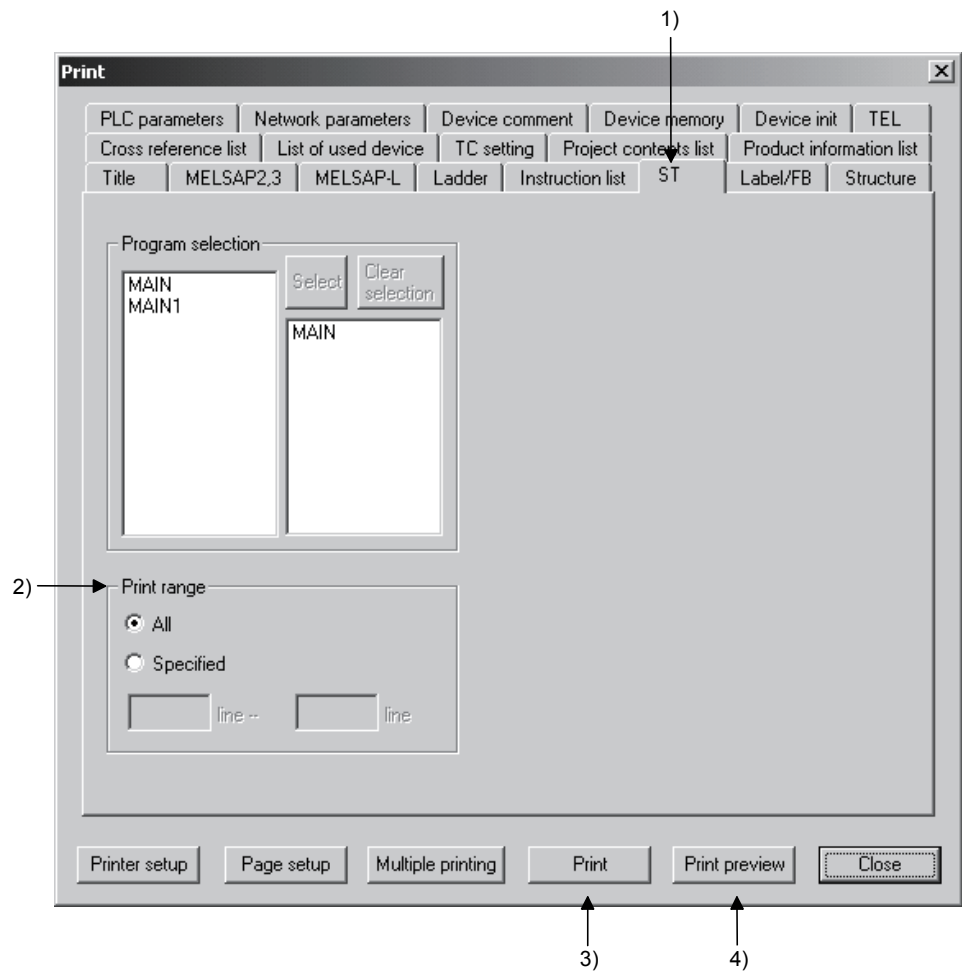 1)
Print
PLC parameters Network parameters Device comment Device memory Device init TEL
Cross reference list List of used device TC setting Project contents list Product information list
Title MELSAP2,3 MELSAP-L Ladder Instruction list ST Label/FB Structure
Program selection
MAIN
MAIN1
Select
Clear
selection
MAIN
2)
Print range
All
Specified
line -- line
Printer setup Page setup Multiple printing Print Print preview Close
3) 4)